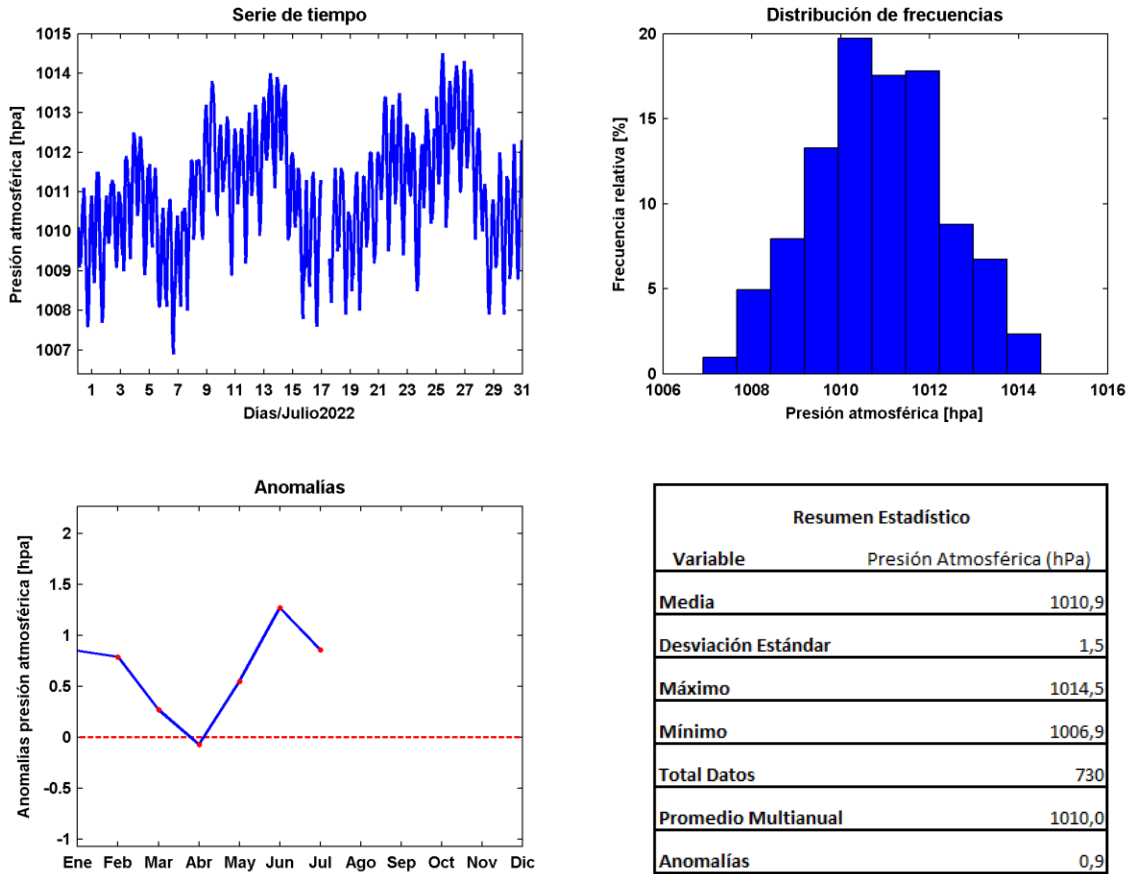 Serie de tiempo
Presión atmosférica [hpa]
1015
1014
1013
1012
1011
1010
1009
1008
1007
1 3 5 7 9 11 13 15 17 19 21 23 25 27 29 31
Días/Julio2022
Distribución de frecuencias
Frecuencia relativa [%]
20
15
10
5
0
1006 1008 1010 1012 1014 1016
Presión atmosférica [hpa]
Anomalías
Anomalias presión atmosférica [hpa]
2
1.5
1
0.5
0
-0.5
-1
Ene Feb Mar Abr May Jun Jul Ago Sep Oct Nov Dic
Resumen Estadístico
Variable Presión Atmosférica (hPa)
Media 1010,9
Desviación Estándar 1,5
Máximo 1014,5
Mínimo 1006,9
Total Datos 730
Promedio Multianual 1010,0
Anomalías 0,9